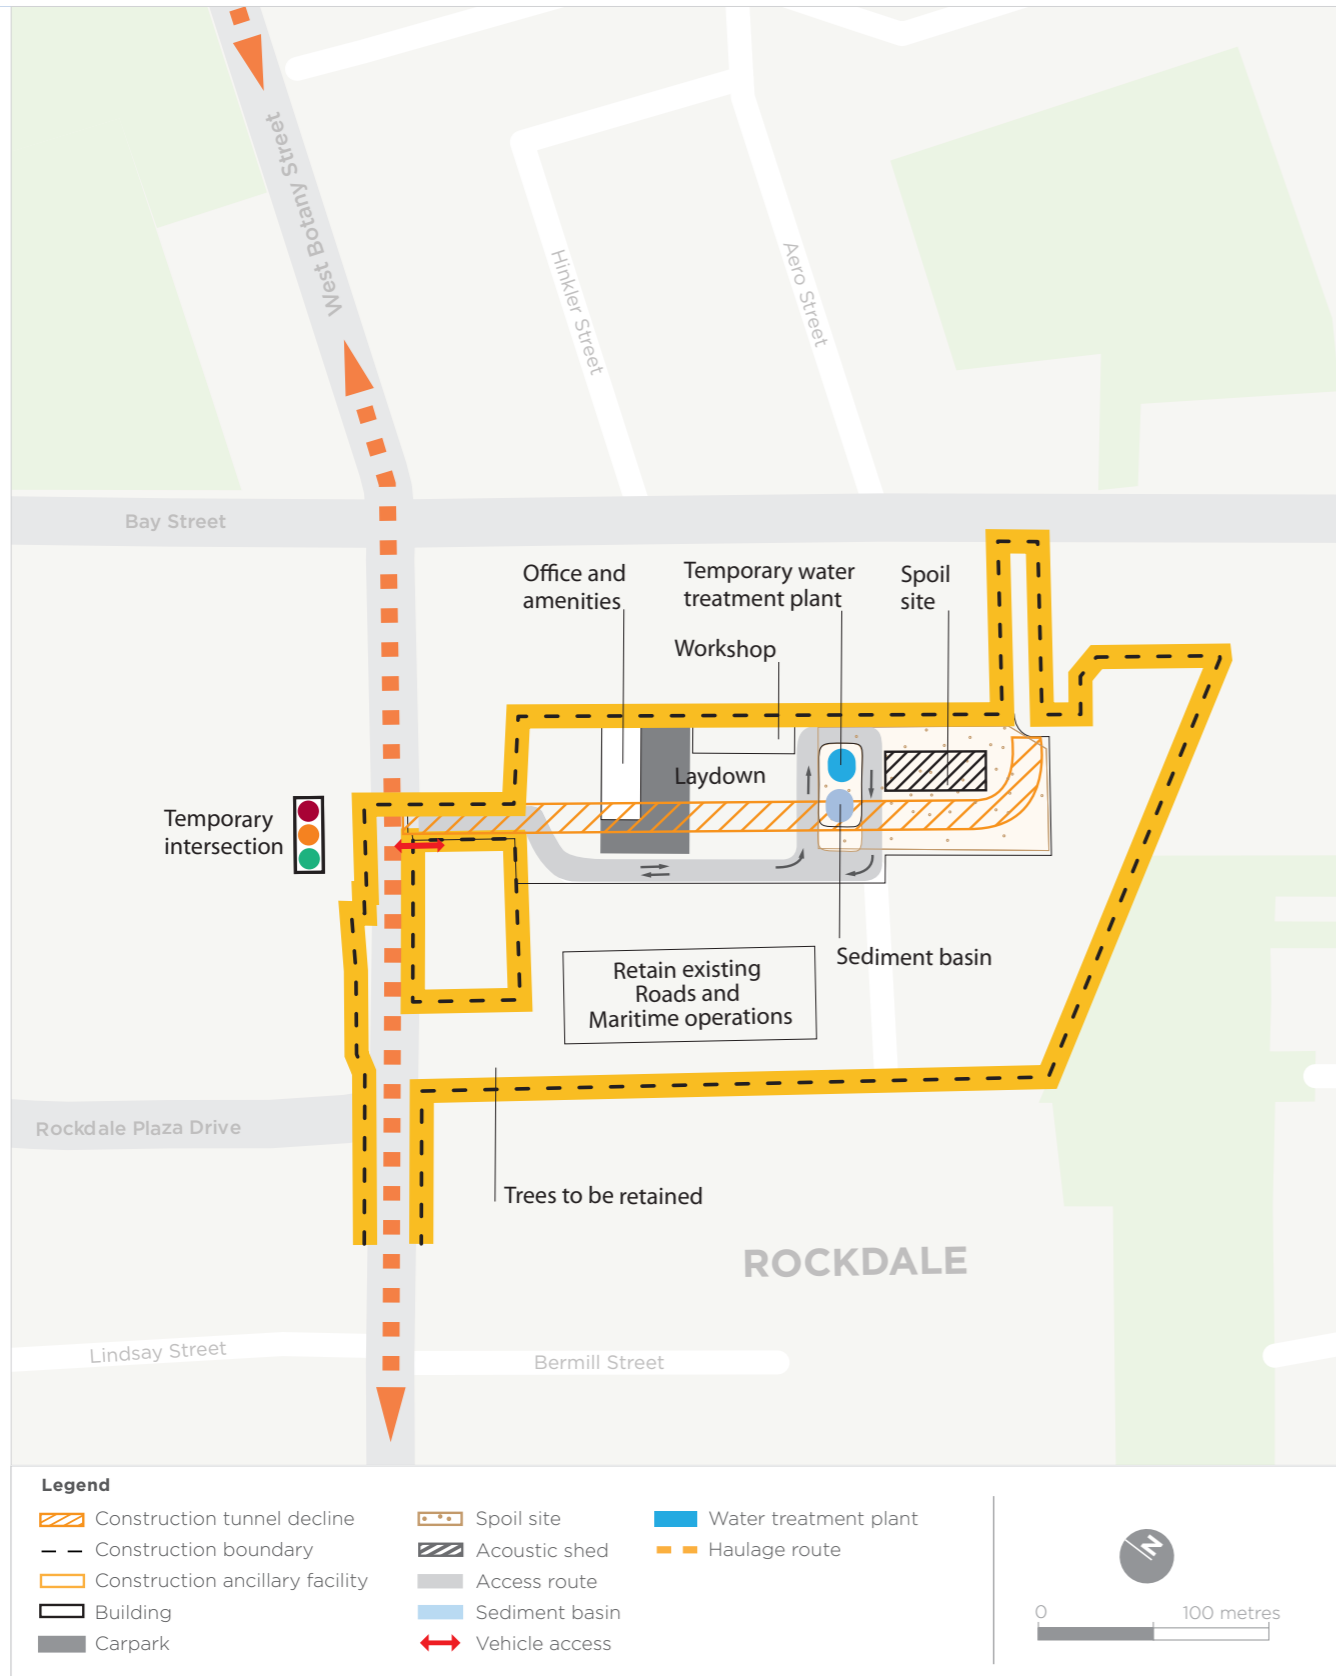 West Botany Street
Hinkler Street
Aero Street
Bay Street
Office and
amenities
Temporary water
treatment plant
Spoil
site
Workshop
Laydown
Temporary
intersection
Sediment basin
Retain existing
Roads and
Maritime operations
Rockdale Plaza Drive
Trees to be retained
ROCKDALE
Lindsay Street
Bermill Street
Legend
Construction tunnel decline
Construction boundary
Construction ancillary facility
Building
Carpark
Spoil site
Acoustic shed
Access route
Sediment basin
Vehicle access
Water treatment plant
Haulage route
N
0 100 metres